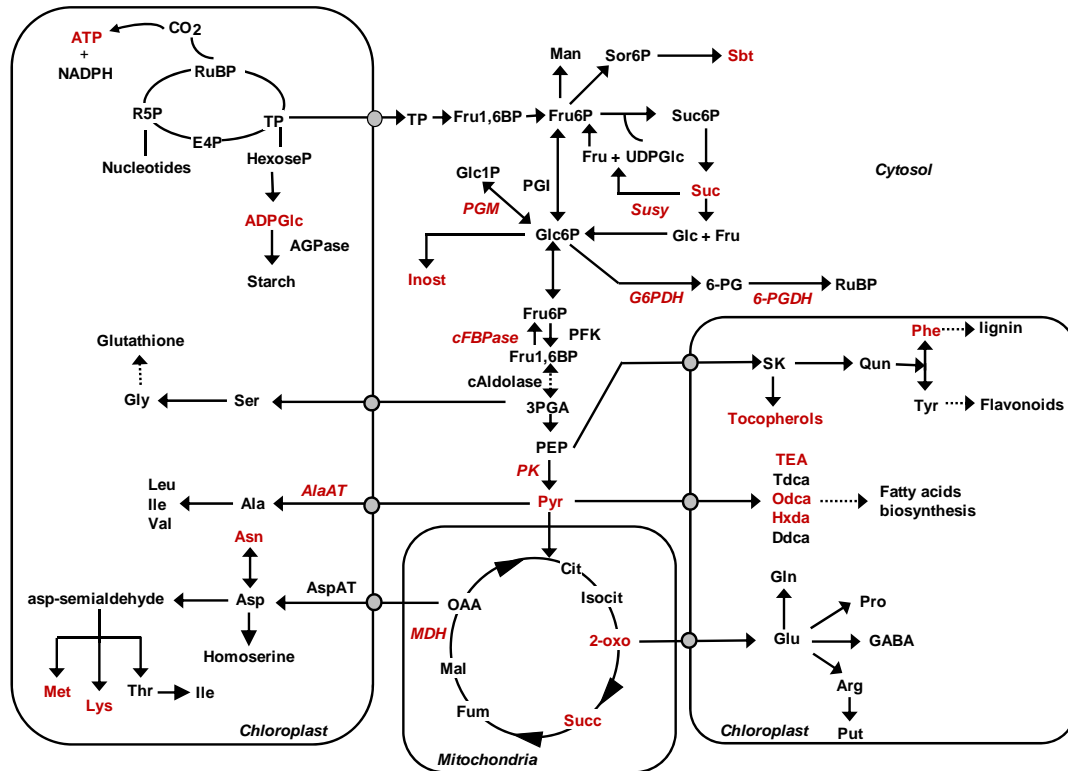 ATP
+
NADPH
CO2
RuBP
R5P
E4P
TP
Nucleotides
HexoseP
ADPGlc
AGPase
Starch
TP
Fru1,6BP
Fru6P
Man
Sor6P
Sbt
Suc6P
Fru + UDPGlc
Suc
Susy
Glc + Fru
Cytosol
Glc1P
PGM
PGI
Glc6P
Inost
G6PDH
6-PG
6-PGDH
RuBP
Fru6P
cFBPase
PFK
Fru1,6BP
cAldolase
3PGA
PEP
PK
Pyr
Glutathione
Gly
Ser
Leu
Ile
Val
Ala
AlaAT
Asn
asp-semialdehyde
Asp
AspAT
Homoserine
Met
Lys
Thr
Ile
Chloroplast
OAA
MDH
Mal
Fum
Succ
2-oxo
Isocit
Cit
Mitochondria
SK
Qun
Phe
lignin
Tyr
Flavonoids
Tocopherols
TEA
Tdca
Odca
Hxda
Ddca
Fatty acids
biosynthesis
Gln
Glu
Pro
GABA
Arg
Put
Chloroplast